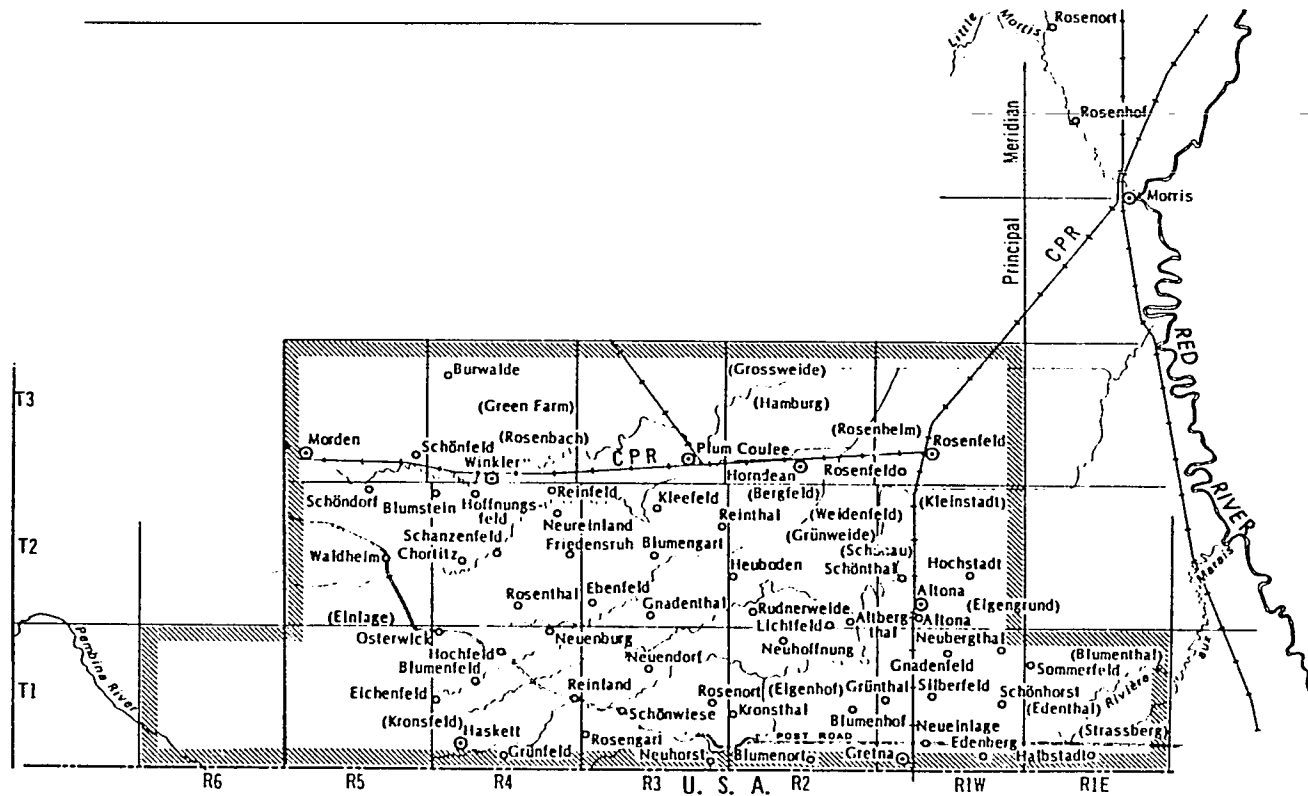 Little
Morris
Rosenort
Rosenhof
Meridian
Principal
Morris
CPR
RED
RIVER
T3
Burwalde
(Green Farm)
(Grossweide)
(Hamburg)
Morden
Schönfeld
(Rosenbach)
Winkler
CPR
Plum Coulee
(Rosenheim)
Rosenfeld
Horndean
Rosenfeld
Schöndorf
Blumstein
Hoffnungs-
feld
Reinfeld
Kleefeld
(Bergfeld)
(Kleinstadt)
T2
Neureinland
Reinthal
(Weidenfeld)
Schanzenfeld
(Grünweide)
Waldheim
Chortitz
Friedensruh
Blumengart
(Schönau)
Schönthal
Heuboden
Hochstadt
Marais
aux
Rivière
Rosenthal
Ebenfeld
Altona
(Eigengrund)
(Einlage)
Gnadenthal
Rudnerweide
Altberg-
thal
Altona
Osterwick
Neuenburg
Lichtfeld
Neubergthal
Pembina River
Hochfeld
Neuhoffnung
(Blumenthal)
T1
Blumenfeld
Neuendorf
Gnadenfeld
Sommerfeld
Eichenfeld
Reinland
Rosenort
(Eigenhof)
Grünthal
Silberfeld
Schönhorst
(Edenthal)
(Kronsfeld)
Schönwiese
Kronsthal
Blumenhof
Neueinlage
(Strassberg)
Haskett
Rosengart
POST ROAD
Edenberg
Grünfeld
Neuhorst
Blumenort
Gretna
Halbstadt
R6
R5
R4
R3
R2
R1W
R1E
U. S. A.